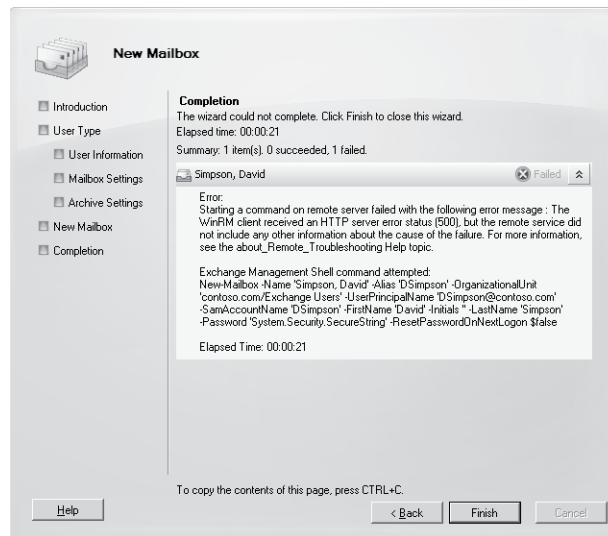 New Mailbox
Introduction
User Type
User Information
Mailbox Settings
Archive Settings
New Mailbox
Completion
Completion
The wizard could not complete. Click Finish to close this wizard.
Elapsed time: 00:00:21
Summary: 1 item(s). 0 succeeded, 1 failed.
Simpson, David
Failed
Error:
Starting a command on remote server failed with the following error message : The
WinRM client received an HTTP server error status (500), but the remote service did
not include any other information about the cause of the failure. For more information,
see the about_Remote_Troubleshooting Help topic.
Exchange Management Shell command attempted:
New-Mailbox -Name 'Simpson, David' -Alias 'DSimpson' -OrganizationalUnit
'contoso.com/Exchange Users' -UserPrincipalName 'DSimpson@contoso.com'
-SamAccountName 'DSimpson' -FirstName 'David' -Initials '' -LastName 'Simpson'
-Password 'System.Security.SecureString' -ResetPasswordOnNextLogon $false
Elapsed Time: 00:00:21
To copy the contents of this page, press CTRL+C.
Help
< Back
Finish
Cancel